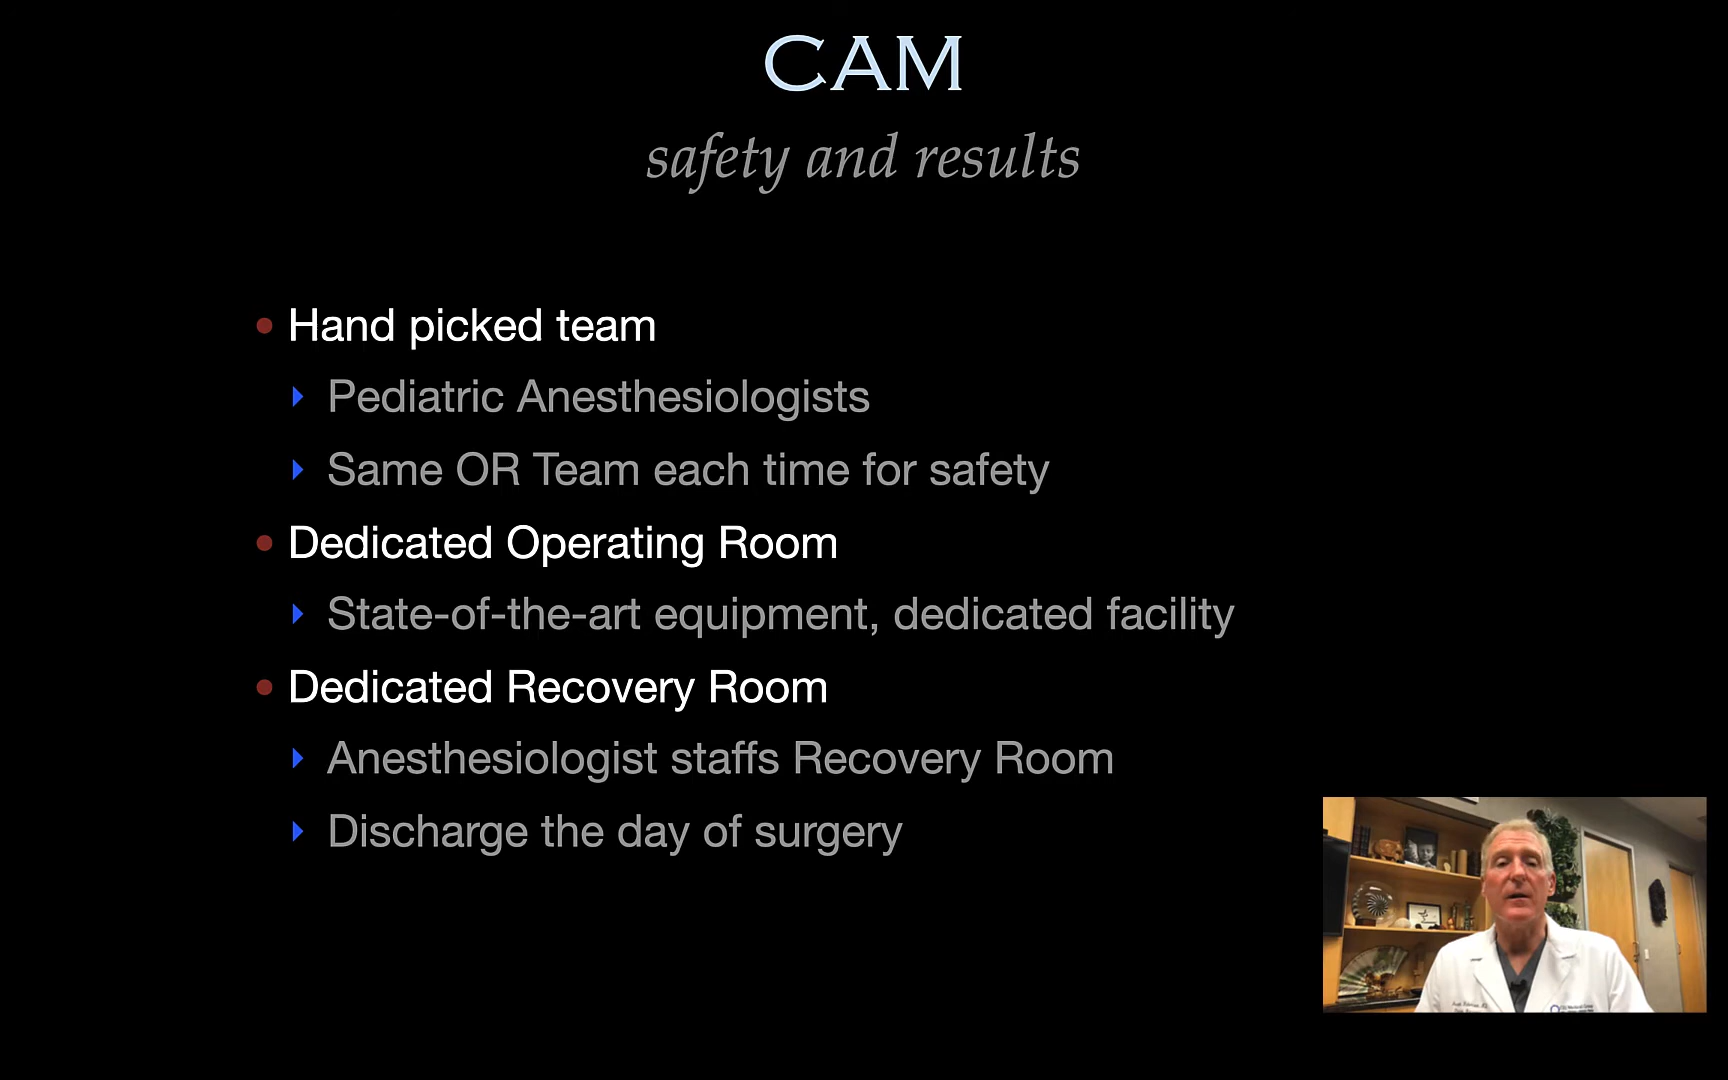 CAM
safety and results
Hand picked team
Pediatric Anesthesiologists
Same OR Team each time for safety
Dedicated Operating Room
State-of-the-art equipment, dedicated facility
Dedicated Recovery Room
Anesthesiologist staffs Recovery Room
Discharge the day of surgery